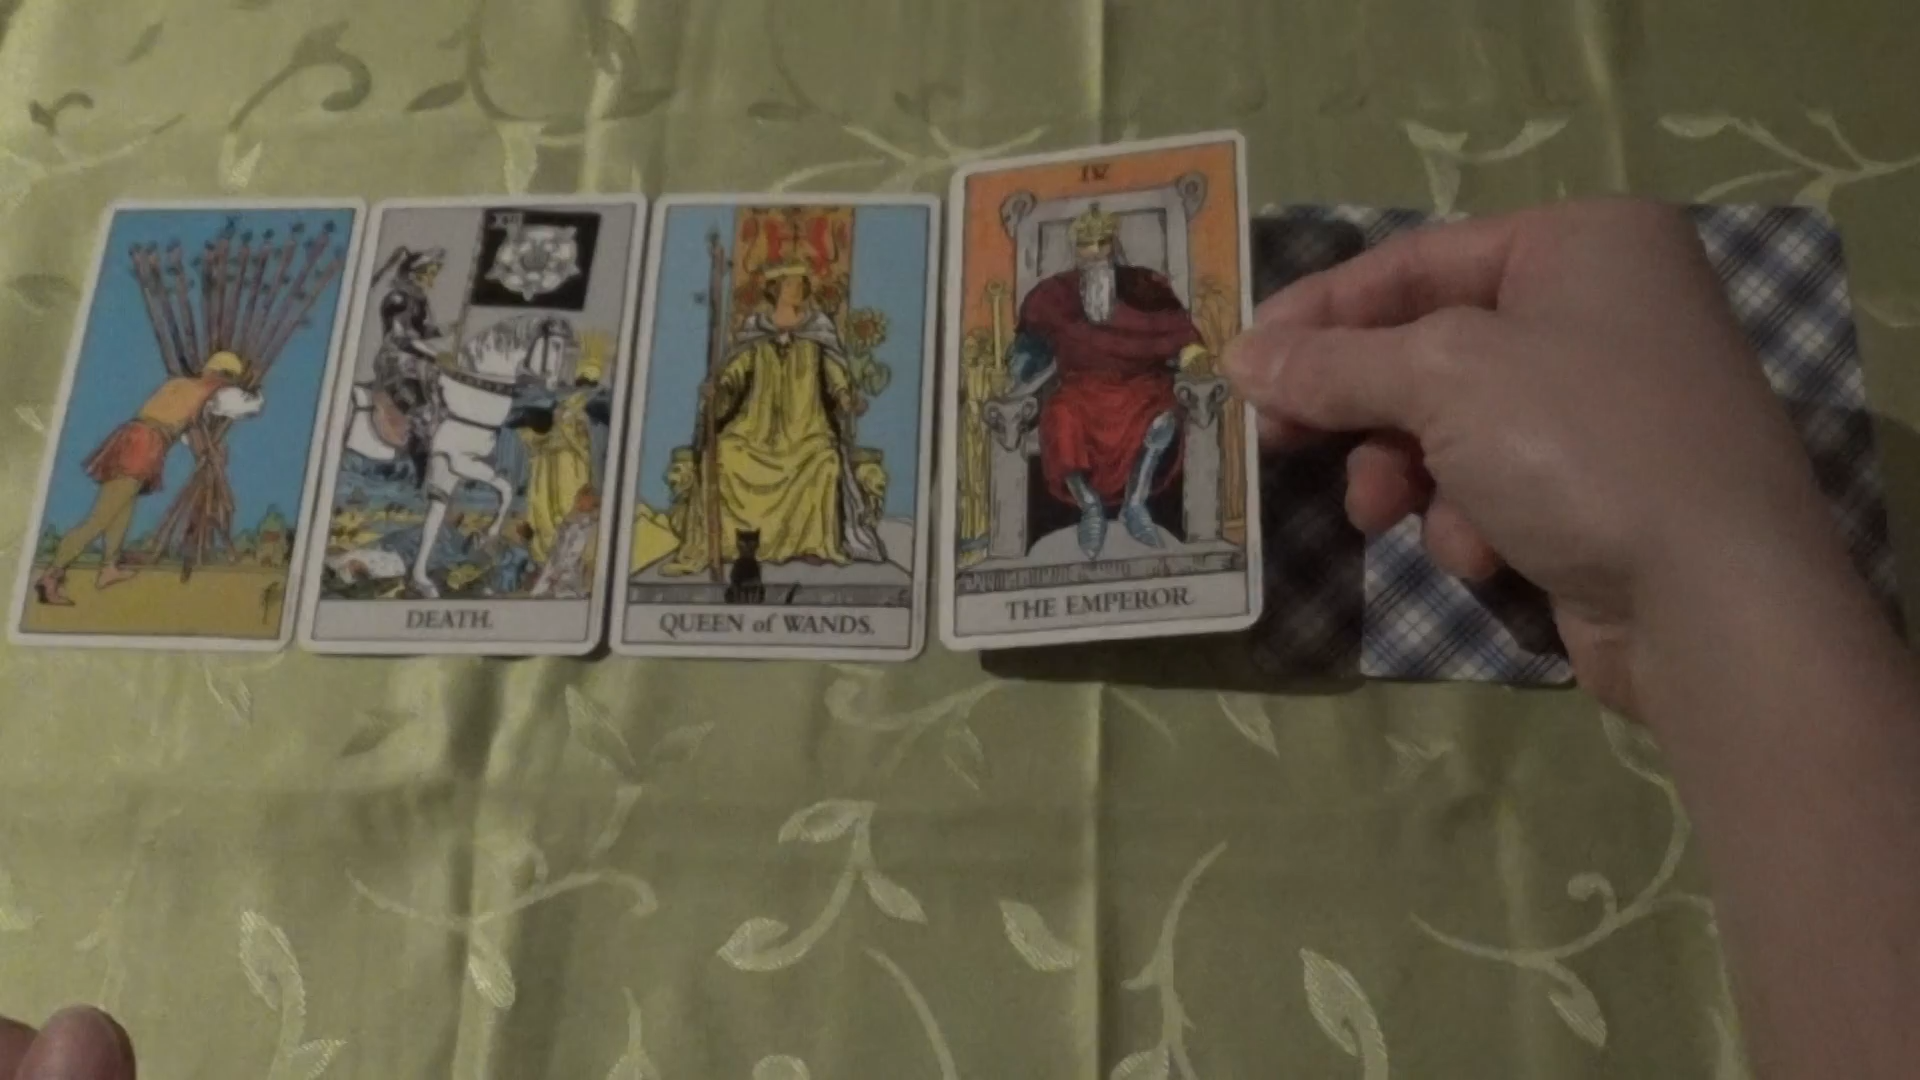 DEATH.
QUEEN of WANDS.
IV
THE EMPEROR.